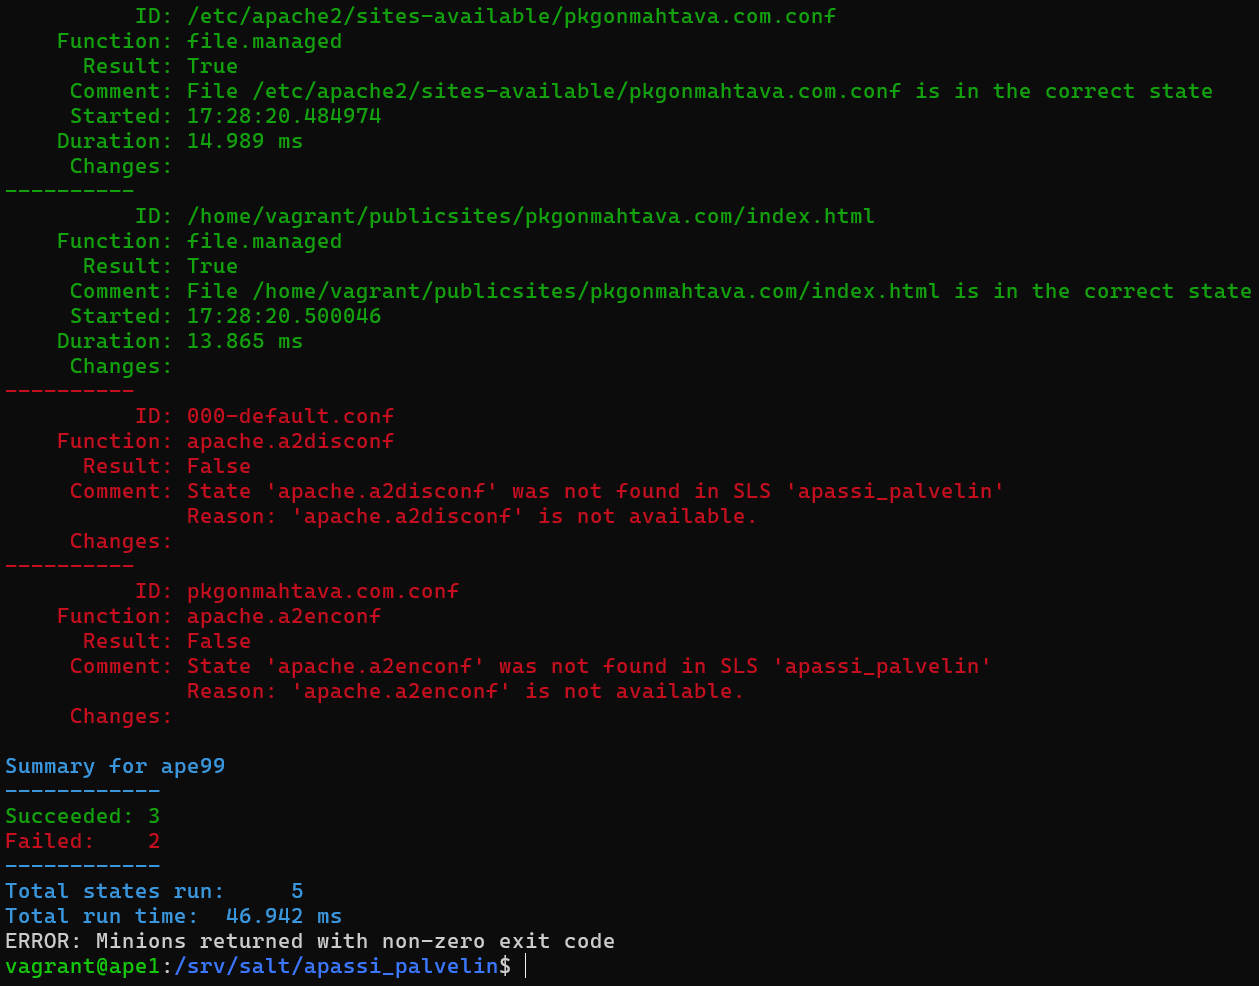 ID: /etc/apache2/sites-available/pkgonmahtava.com.conf
Function: file.managed
Result: True
Comment: File /etc/apache2/sites-available/pkgonmahtava.com.conf is in the correct state
Started: 17:28:20.484974
Duration: 14.989 ms
Changes:
----------
ID: /home/vagrant/publicsites/pkgonmahtava.com/index.html
Function: file.managed
Result: True
Comment: File /home/vagrant/publicsites/pkgonmahtava.com/index.html is in the correct state
Started: 17:28:20.500046
Duration: 13.865 ms
Changes:
----------
ID: 000-default.conf
Function: apache.a2disconf
Result: False
Comment: State 'apache.a2disconf' was not found in SLS 'apassi_palvelin'
Reason: 'apache.a2disconf' is not available.
Changes:
----------
ID: pkgonmahtava.com.conf
Function: apache.a2enconf
Result: False
Comment: State 'apache.a2enconf' was not found in SLS 'apassi_palvelin'
Reason: 'apache.a2enconf' is not available.
Changes:
Summary for ape99
------------
Succeeded: 3
Failed:    2
------------
Total states run:     5
Total run time:  46.942 ms
ERROR: Minions returned with non-zero exit code
vagrant@ape1:/srv/salt/apassi_palvelin$